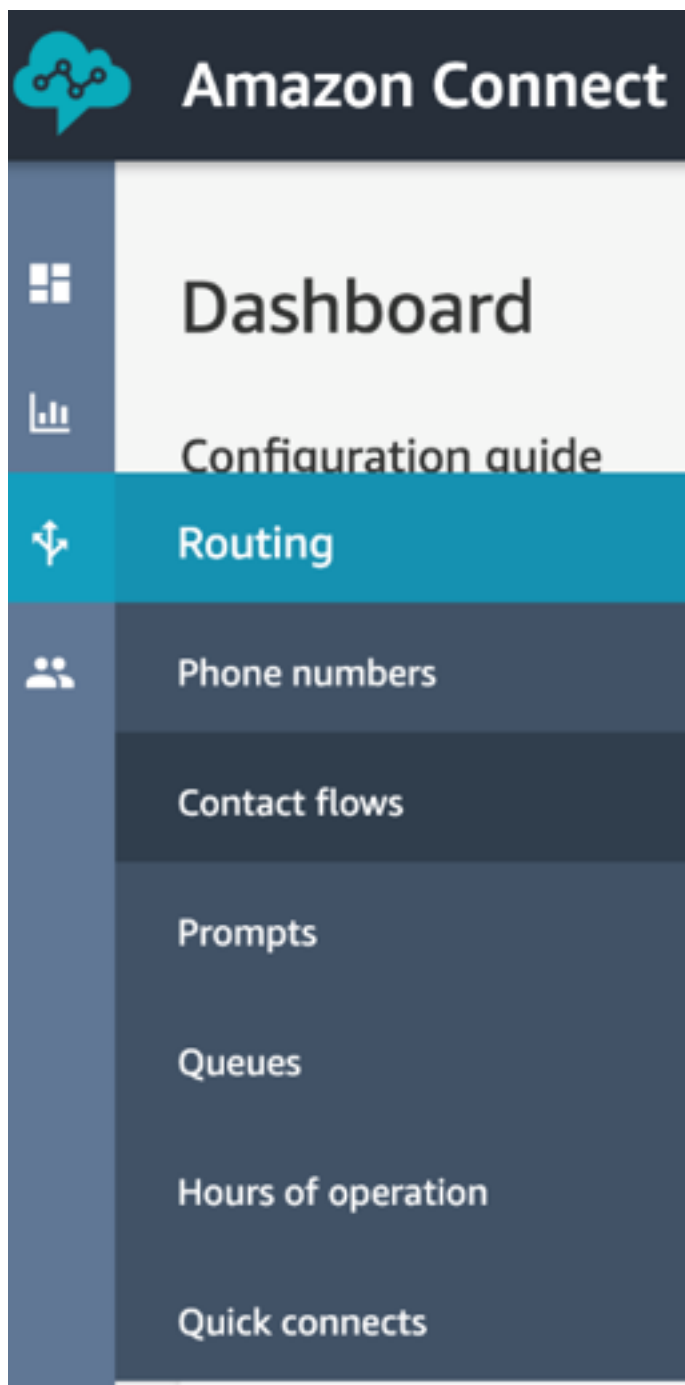 Amazon Connect
Dashboard
Configuration guide
Routing
Phone numbers
Contact flows
Prompts
Queues
Hours of operation
Quick connects